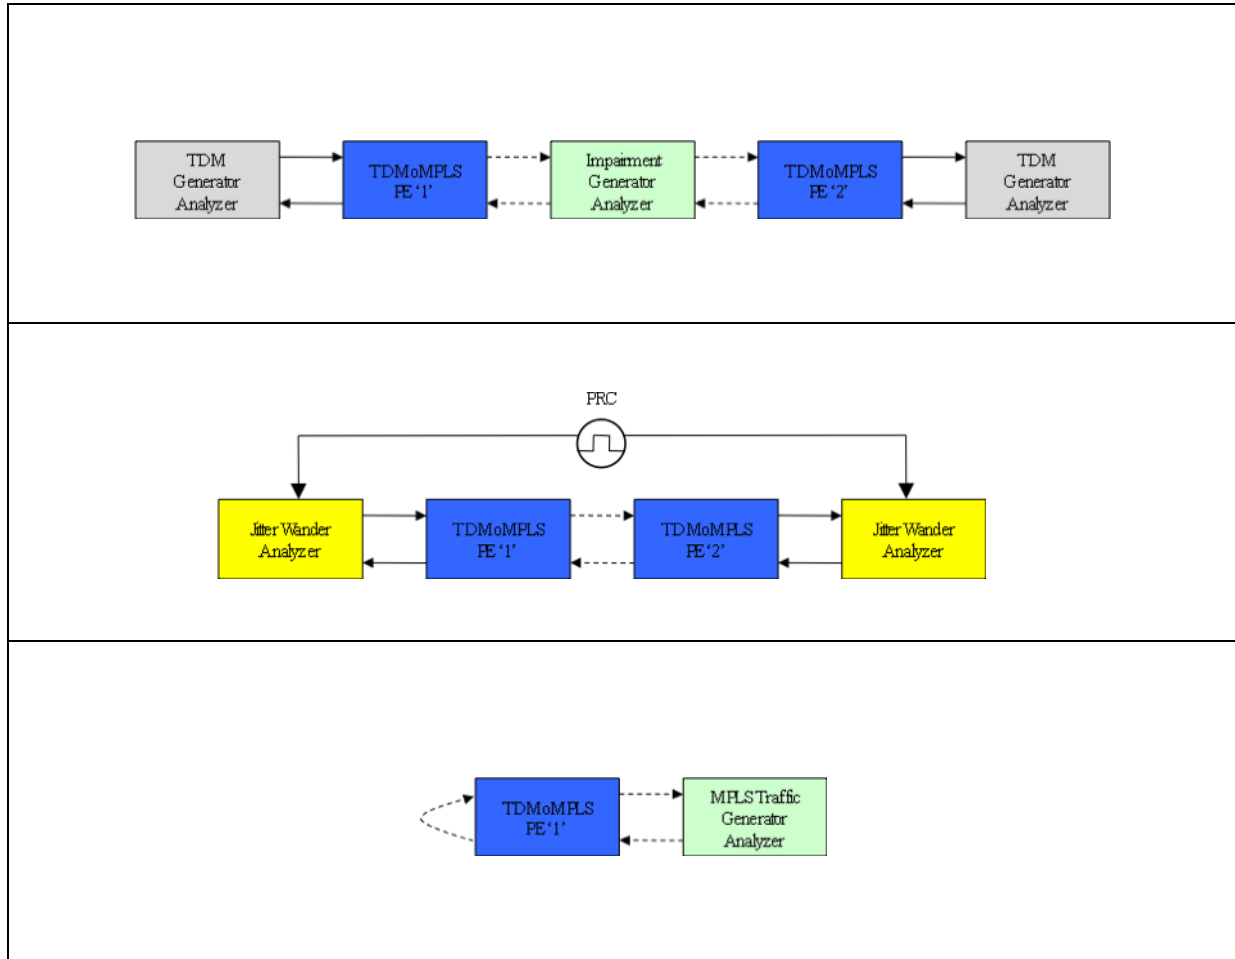 TDM
Generator
Analyzer
TDMoMPLS
PE ‘1’
Impairment
Generator
Analyzer
TDMoMPLS
PE ‘2’
TDM
Generator
Analyzer
PRC
Jitter Wander
Analyzer
TDMoMPLS
PE ‘1’
TDMoMPLS
PE ‘2’
Jitter Wander
Analyzer
TDMoMPLS
PE ‘1’
MPLS Traffic
Generator
Analyzer